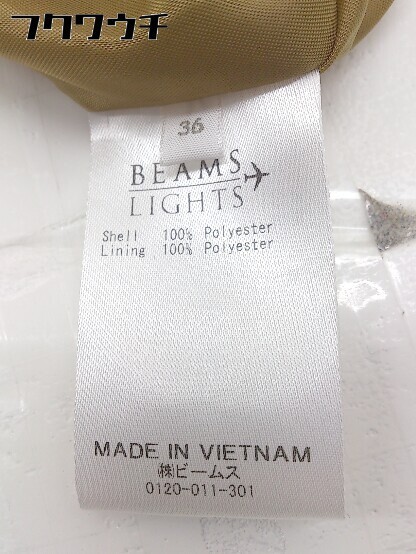 フクワウチ
36
BEAMS
LIGHTS
Shell 100% Polyester
Lining 100% Polyester
MADE IN VIETNAM
㈱ビームス
0120-011-301